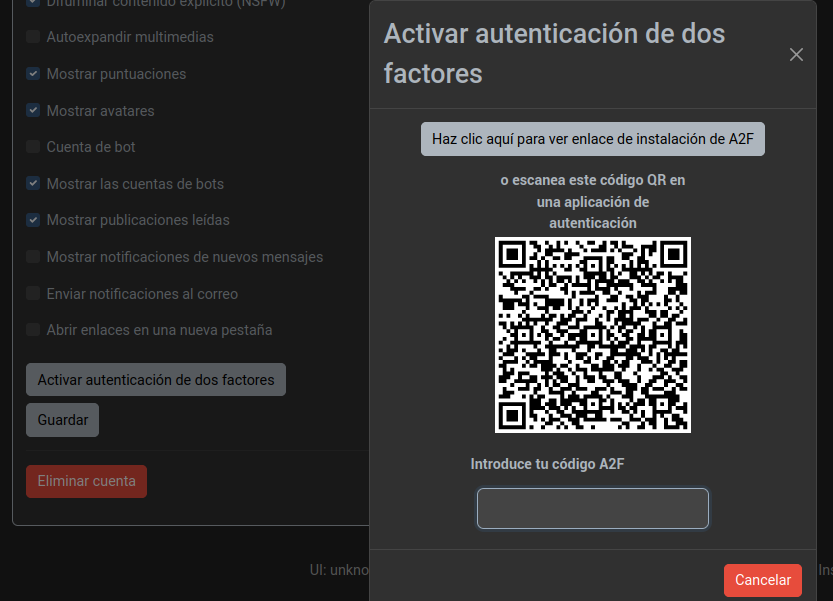 Difuminar contenido explícito (NSFW)
Autoexpandir multimedias
Mostrar puntuaciones
Mostrar avatares
Cuenta de bot
Mostrar las cuentas de bots
Mostrar publicaciones leídas
Mostrar notificaciones de nuevos mensajes
Enviar notificaciones al correo
Abrir enlaces en una nueva pestaña
Activar autenticación de dos factores
Guardar
Eliminar cuenta
UI: unkno
Activar autenticación de dos
factores
Haz clic aquí para ver enlace de instalación de A2F
o escanea este código QR en
una aplicación de
autenticación
Introduce tu código A2F
Cancelar
Ins